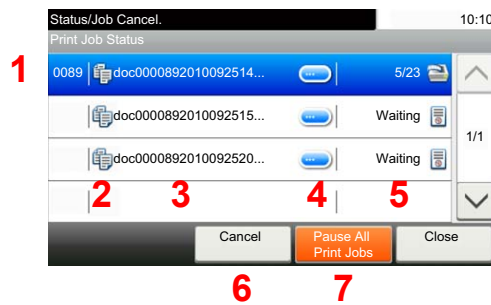 Status/Job Cancel. 10:10
Print Job Status
1 0089 doc0000892010092514... ... 5/23
doc0000892010092515... ... Waiting
1/1
doc0000892010092520... ... Waiting
2 3 4 5
Cancel Pause All Print Jobs Close
6 7